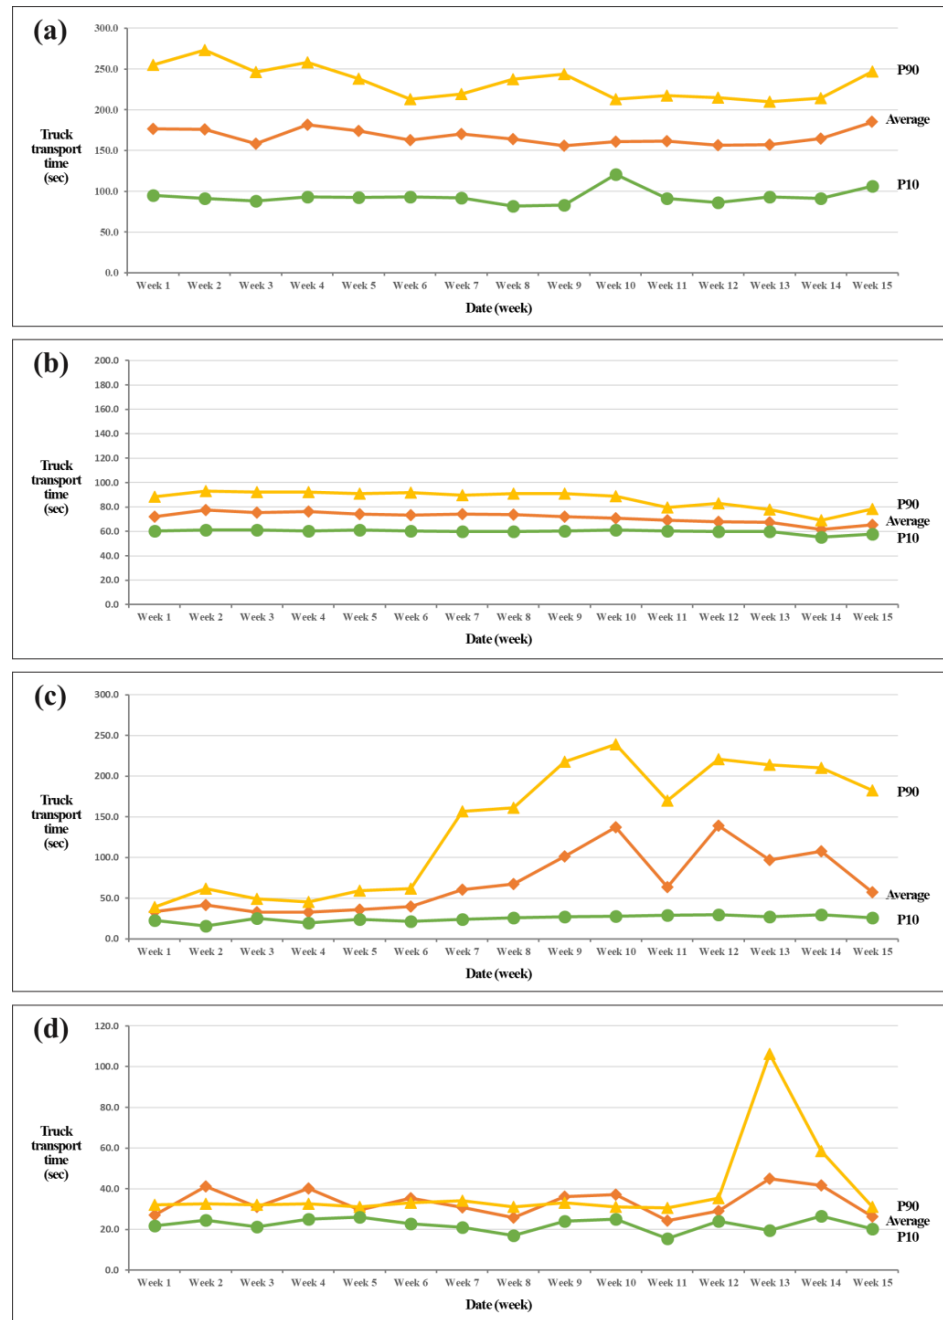 (a)
300.0
250.0
200.0
150.0
100.0
50.0
0.0
Truck
transport
time
(sec)
P90
Average
P10
Week 1 Week 2 Week 3 Week 4 Week 5 Week 6 Week 7 Week 8 Week 9 Week 10 Week 11 Week 12 Week 13 Week 14 Week 15
Date (week)
(b)
200.0
180.0
160.0
140.0
120.0
100.0
80.0
60.0
40.0
20.0
0.0
Truck
transport
time
(sec)
P90
Average
P10
Week 1 Week 2 Week 3 Week 4 Week 5 Week 6 Week 7 Week 8 Week 9 Week 10 Week 11 Week 12 Week 13 Week 14 Week 15
Date (week)
(c)
300.0
250.0
200.0
150.0
100.0
50.0
0.0
Truck
transport
time
(sec)
P90
Average
P10
Week 1 Week 2 Week 3 Week 4 Week 5 Week 6 Week 7 Week 8 Week 9 Week 10 Week 11 Week 12 Week 13 Week 14 Week 15
Date (week)
(d)
120.0
100.0
80.0
60.0
40.0
20.0
0.0
Truck
transport
time
(sec)
P90
Average
P10
Week 1 Week 2 Week 3 Week 4 Week 5 Week 6 Week 7 Week 8 Week 9 Week 10 Week 11 Week 12 Week 13 Week 14 Week 15
Date (week)